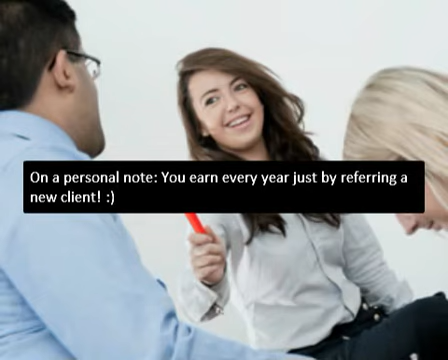 On a personal note: You earn every year just by referring a
new client! :)